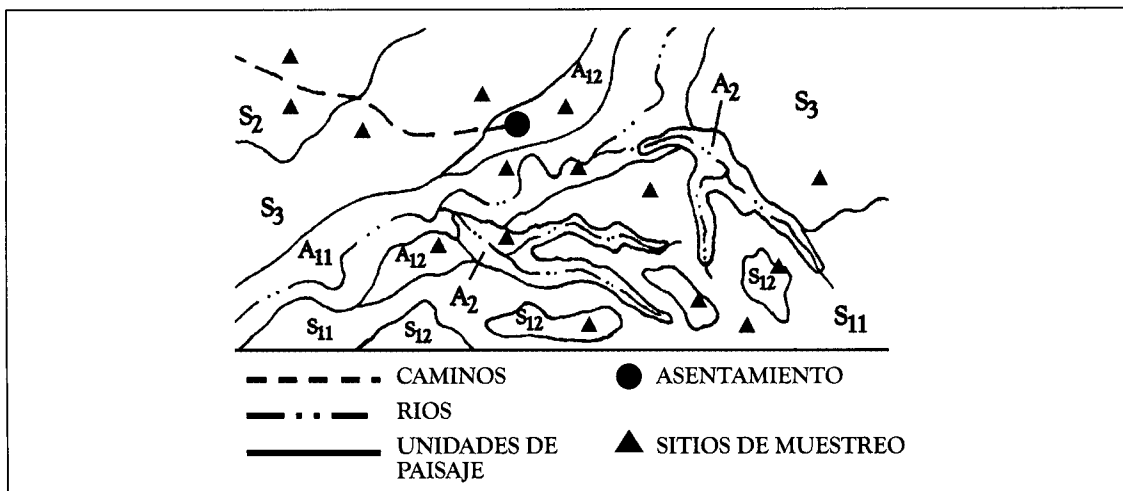 A12
A2
S3
S2
S3
A11
A12
S12
A2
S11
S12
S12
S11
CAMINOS
ASENTAMIENTO
RIOS
UNIDADES DE
PAISAJE
SITIOS DE MUESTREO